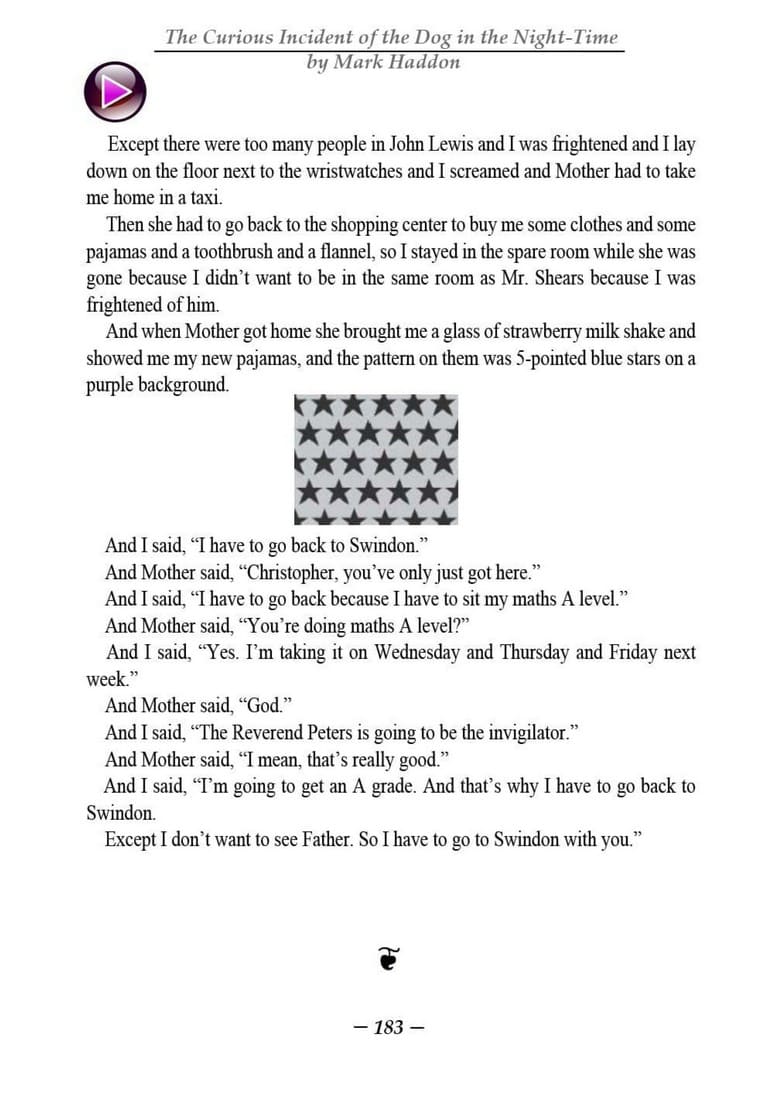 The Curious Incident of the Dog in the Night-Time
by Mark Haddon
Except there were too many people in John Lewis and I was frightened and I lay
down on the floor next to the wristwatches and I screamed and Mother had to take
me home in a taxi.
Then she had to go back to the shopping center to buy me some clothes and some
pajamas and a toothbrush and a flannel, so I stayed in the spare room while she was
gone because I didn’t want to be in the same room as Mr. Shears because I was
frightened of him.
And when Mother got home she brought me a glass of strawberry milk shake and
showed me my new pajamas, and the pattern on them was 5-pointed blue stars on a
purple background.
And I said, “I have to go back to Swindon.”
And Mother said, “Christopher, you’ve only just got here.”
And I said, “I have to go back because I have to sit my maths A level.”
And Mother said, “You’re doing maths A level?”
And I said, “Yes. I’m taking it on Wednesday and Thursday and Friday next
week.”
And Mother said, “God.”
And I said, “The Reverend Peters is going to be the invigilator.”
And Mother said, “I mean, that’s really good.”
And I said, “I’m going to get an A grade. And that’s why I have to go back to
Swindon.
Except I don’t want to see Father. So I have to go to Swindon with you.”
— 183 —